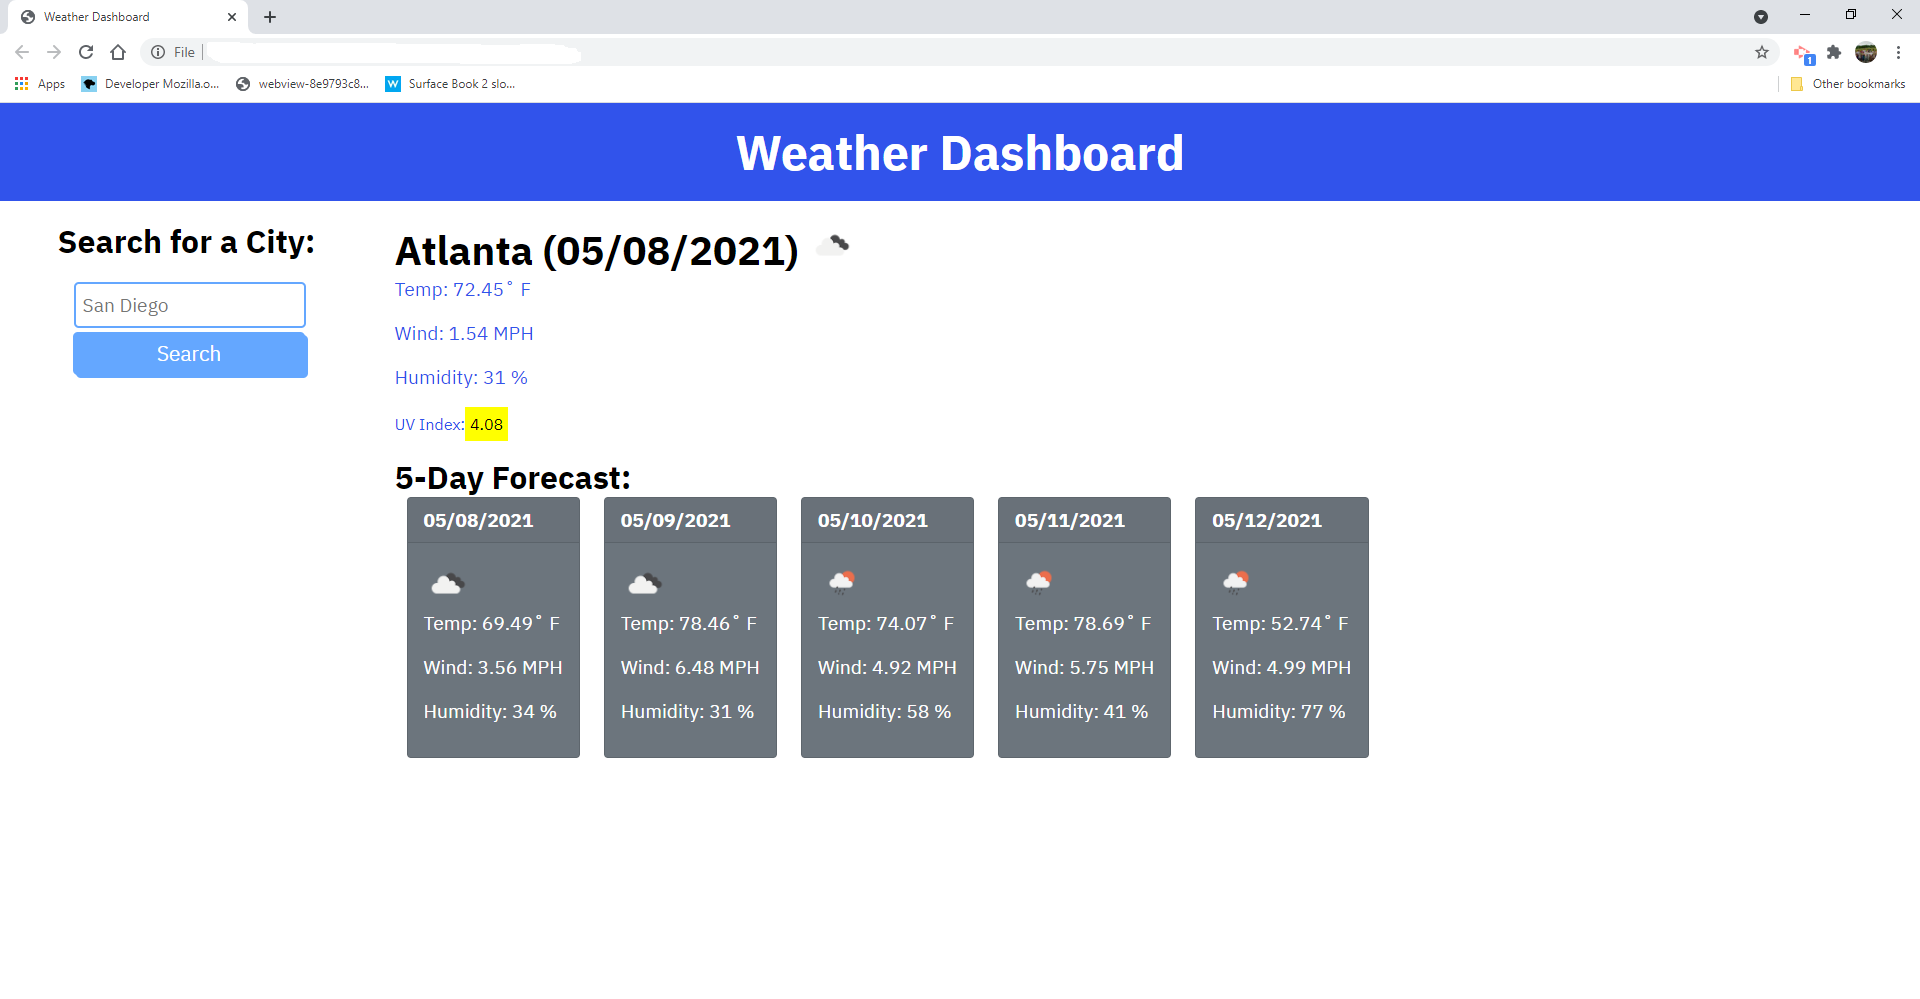 Weather Dashboard
File
1
Apps
Developer Mozilla.o...
webview-8e9793c8...
W
Surface Book 2 slo...
Other bookmarks
Weather Dashboard
Search for a City:
San Diego
Search
Atlanta (05/08/2021)
Temp: 72.45° F
Wind: 1.54 MPH
Humidity: 31 %
UV Index: 4.08
5-Day Forecast:
05/08/2021
Temp: 69.49° F
Wind: 3.56 MPH
Humidity: 34 %
05/09/2021
Temp: 78.46° F
Wind: 6.48 MPH
Humidity: 31 %
05/10/2021
Temp: 74.07° F
Wind: 4.92 MPH
Humidity: 58 %
05/11/2021
Temp: 78.69° F
Wind: 5.75 MPH
Humidity: 41 %
05/12/2021
Temp: 52.74° F
Wind: 4.99 MPH
Humidity: 77 %